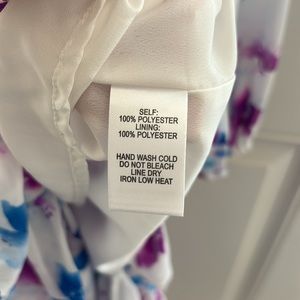 SELF:
100% POLYESTER
LINING:
100% POLYESTER
HAND WASH COLD
DO NOT BLEACH
LINE DRY
IRON LOW HEAT